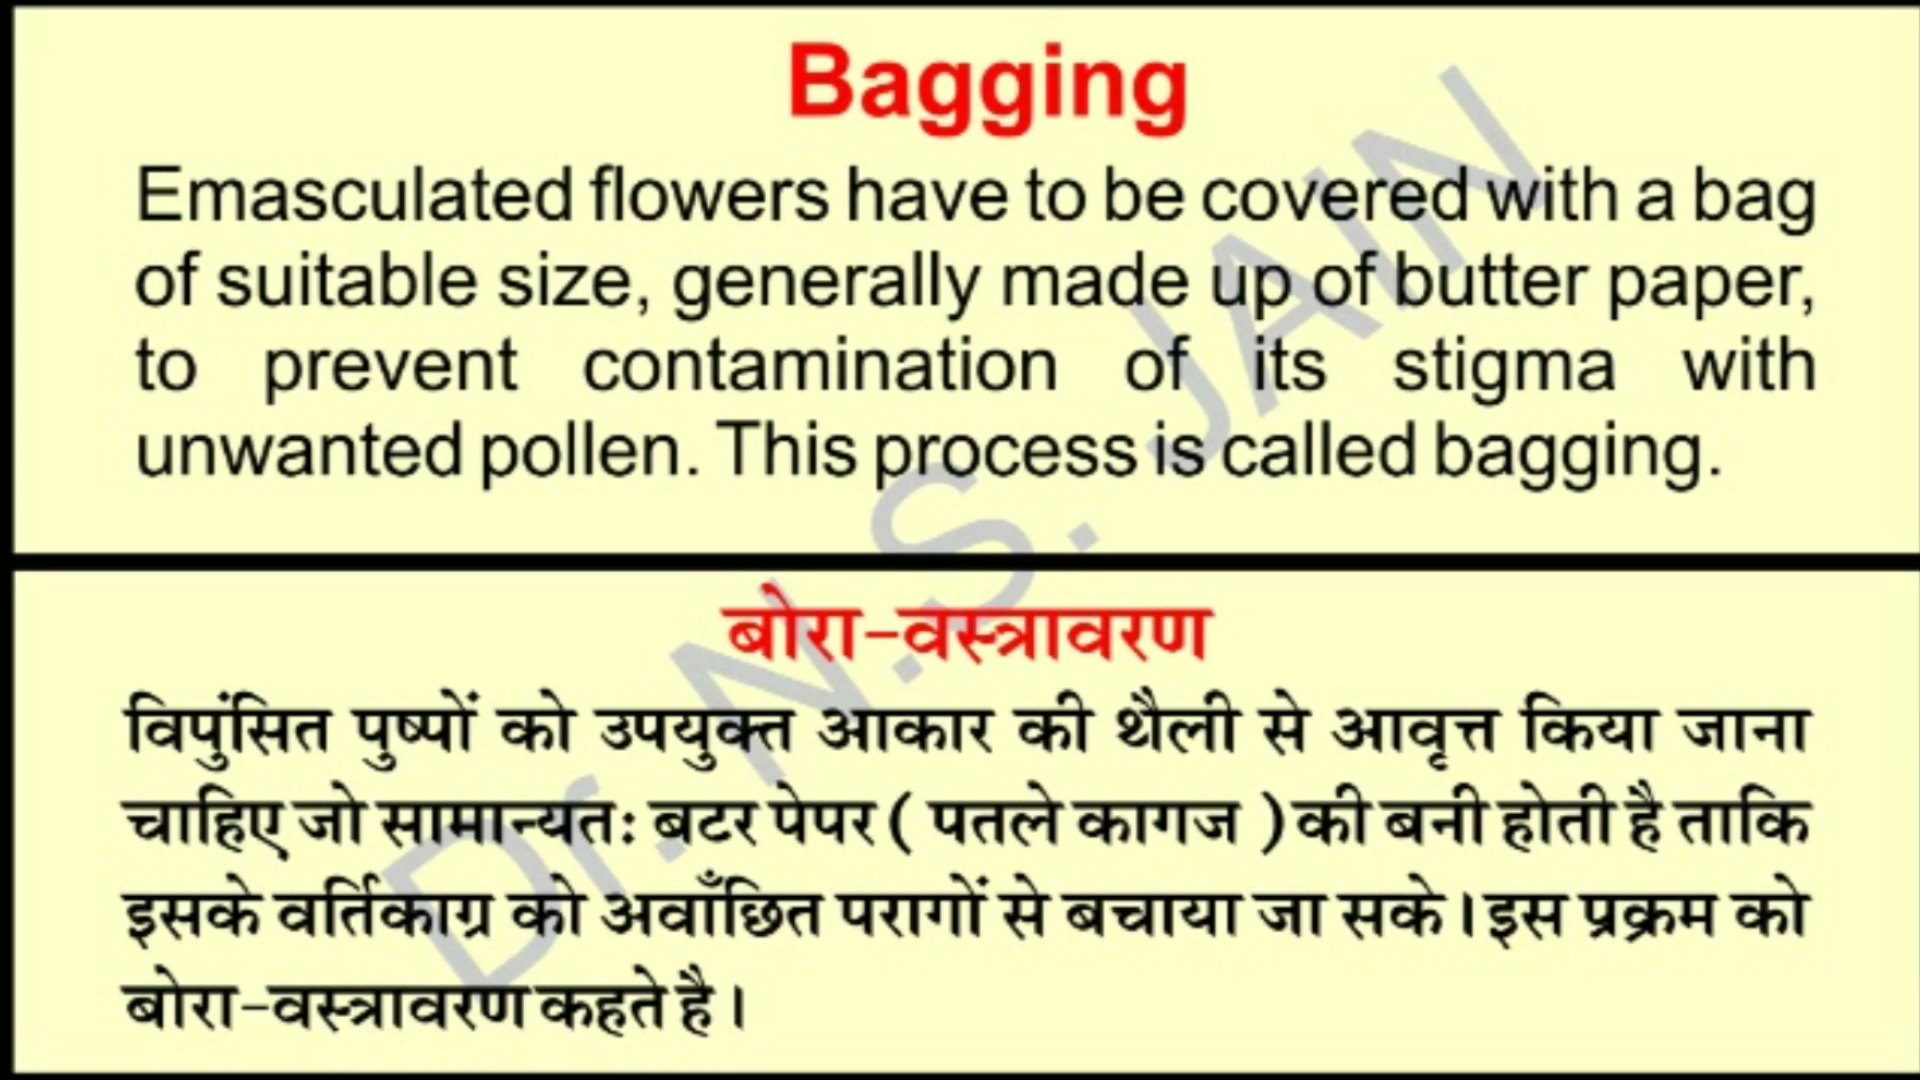 Bagging
Emasculated flowers have to be covered with a bag
of suitable size, generally made up of butter paper,
to prevent contamination of its stigma with
unwanted pollen. This process is called bagging.
बोरा-वस्त्रावरण
विपुंसित पुष्पों को उपयुक्त आकार की थैली से आवृत्त किया जाना
चाहिए जो सामान्यतः बटर पेपर ( पतले कागज ) की बनी होती है ताकि
इसके वर्तिकाग्र को अवाँछित परागों से बचाया जा सके। इस प्रक्रम को
बोरा-वस्त्रावरण कहते है।
Dr. N.S. JAIN